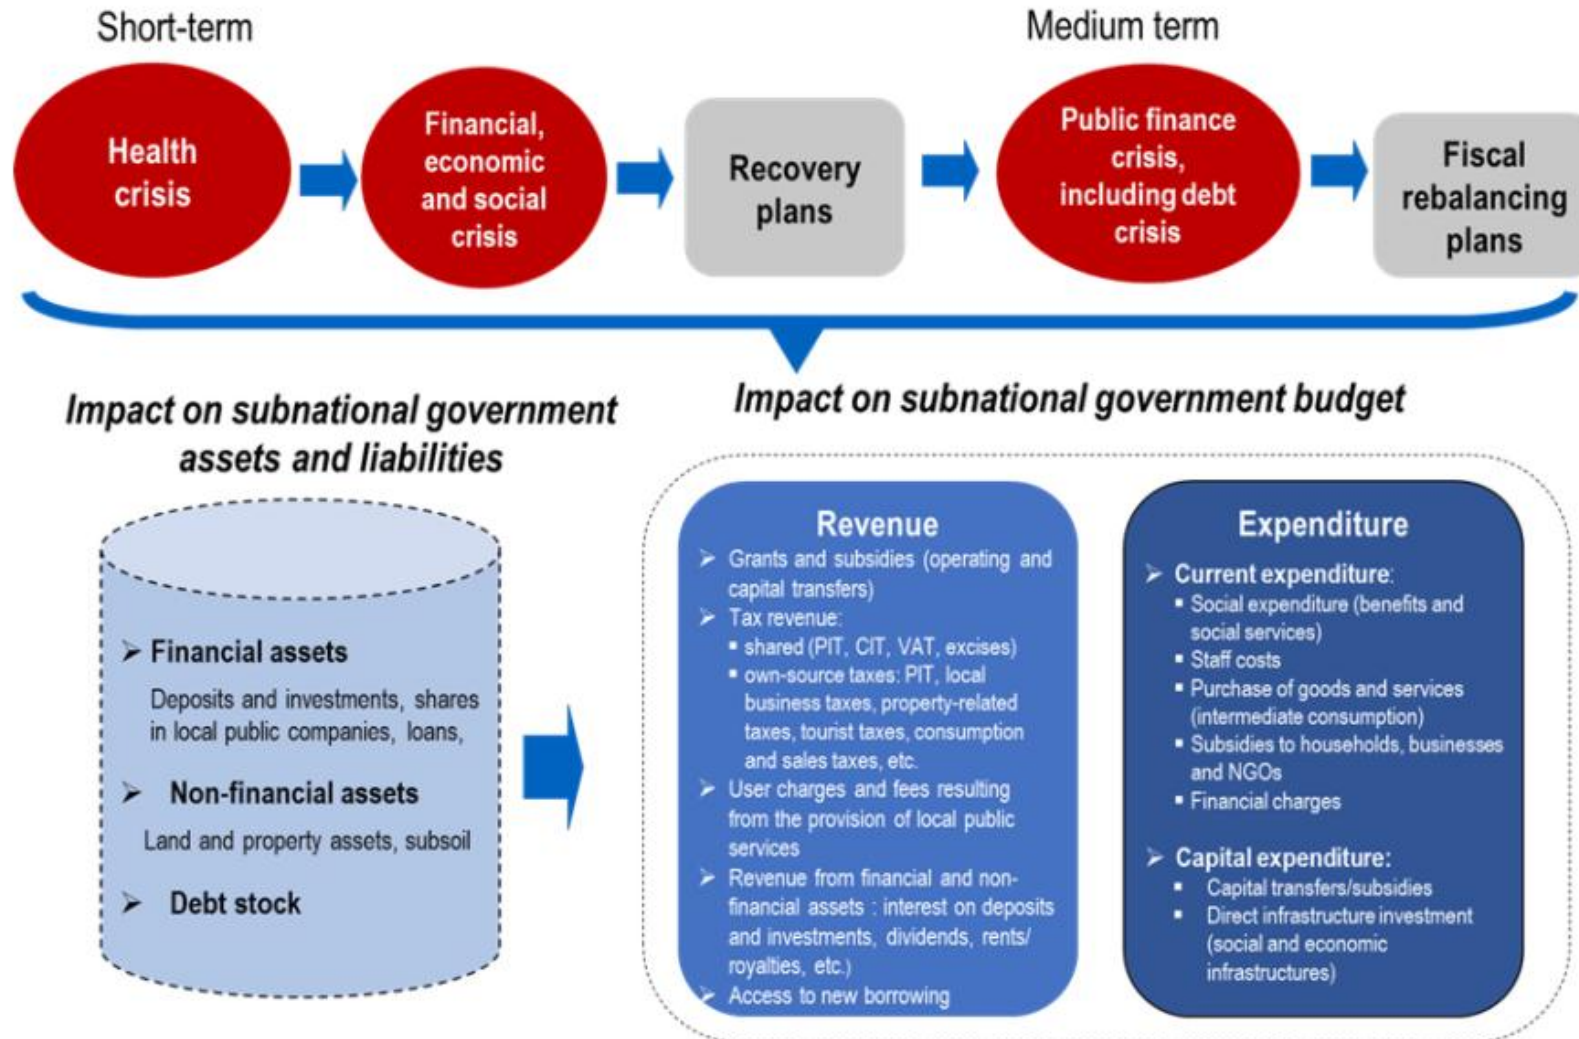 Short-term
Medium term
Health
crisis
Financial,
economic
and social
crisis
Recovery
plans
Public finance
crisis,
including debt
crisis
Fiscal
rebalancing
plans
Impact on subnational government
assets and liabilities
Impact on subnational government budget
➢ Financial assets
Deposits and investments, shares
in local public companies, loans,
➢ Non-financial assets
Land and property assets, subsoil
➢ Debt stock
Revenue
➢ Grants and subsidies (operating and
capital transfers)
➢ Tax revenue:
▪ shared (PIT, CIT, VAT, excises)
▪ own-source taxes: PIT, local
business taxes, property-related
taxes, tourist taxes, consumption
and sales taxes, etc.
➢ User charges and fees resulting
from the provision of local public
services
➢ Revenue from financial and non-
financial assets : interest on deposits
and investments, dividends, rents/
royalties, etc.)
➢ Access to new borrowing
Expenditure
➢ Current expenditure:
▪ Social expenditure (benefits and
social services)
▪ Staff costs
▪ Purchase of goods and services
(intermediate consumption)
▪ Subsidies to households, businesses
and NGOs
▪ Financial charges
➢ Capital expenditure:
▪ Capital transfers/subsidies
▪ Direct infrastructure investment
(social and economic
infrastructures)